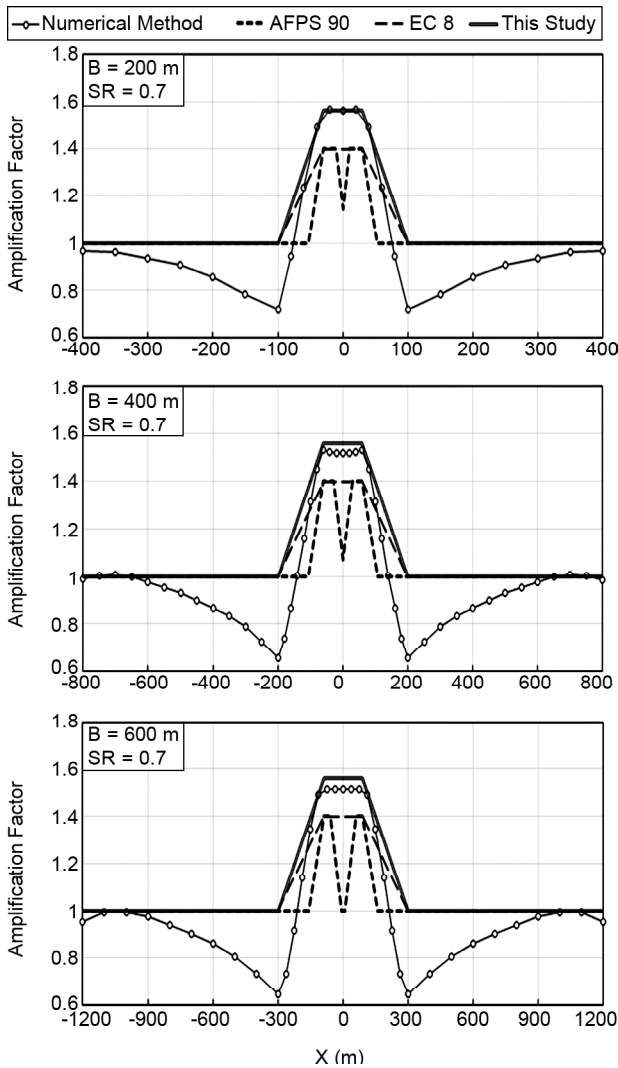 Numerical Method AFPS 90 EC 8 This Study
1.8
B = 200 m
SR = 0.7
1.6
1.4
1.2
1
0.8
0.6
Amplification Factor
-400 -300 -200 -100 0 100 200 300 400
1.8
B = 400 m
SR = 0.7
1.6
1.4
1.2
1
0.8
0.6
Amplification Factor
-800 -600 -400 -200 0 200 400 600 800
1.8
B = 600 m
SR = 0.7
1.6
1.4
1.2
1
0.8
0.6
Amplification Factor
-1200 -900 -600 -300 0 300 600 900 1200
X (m)